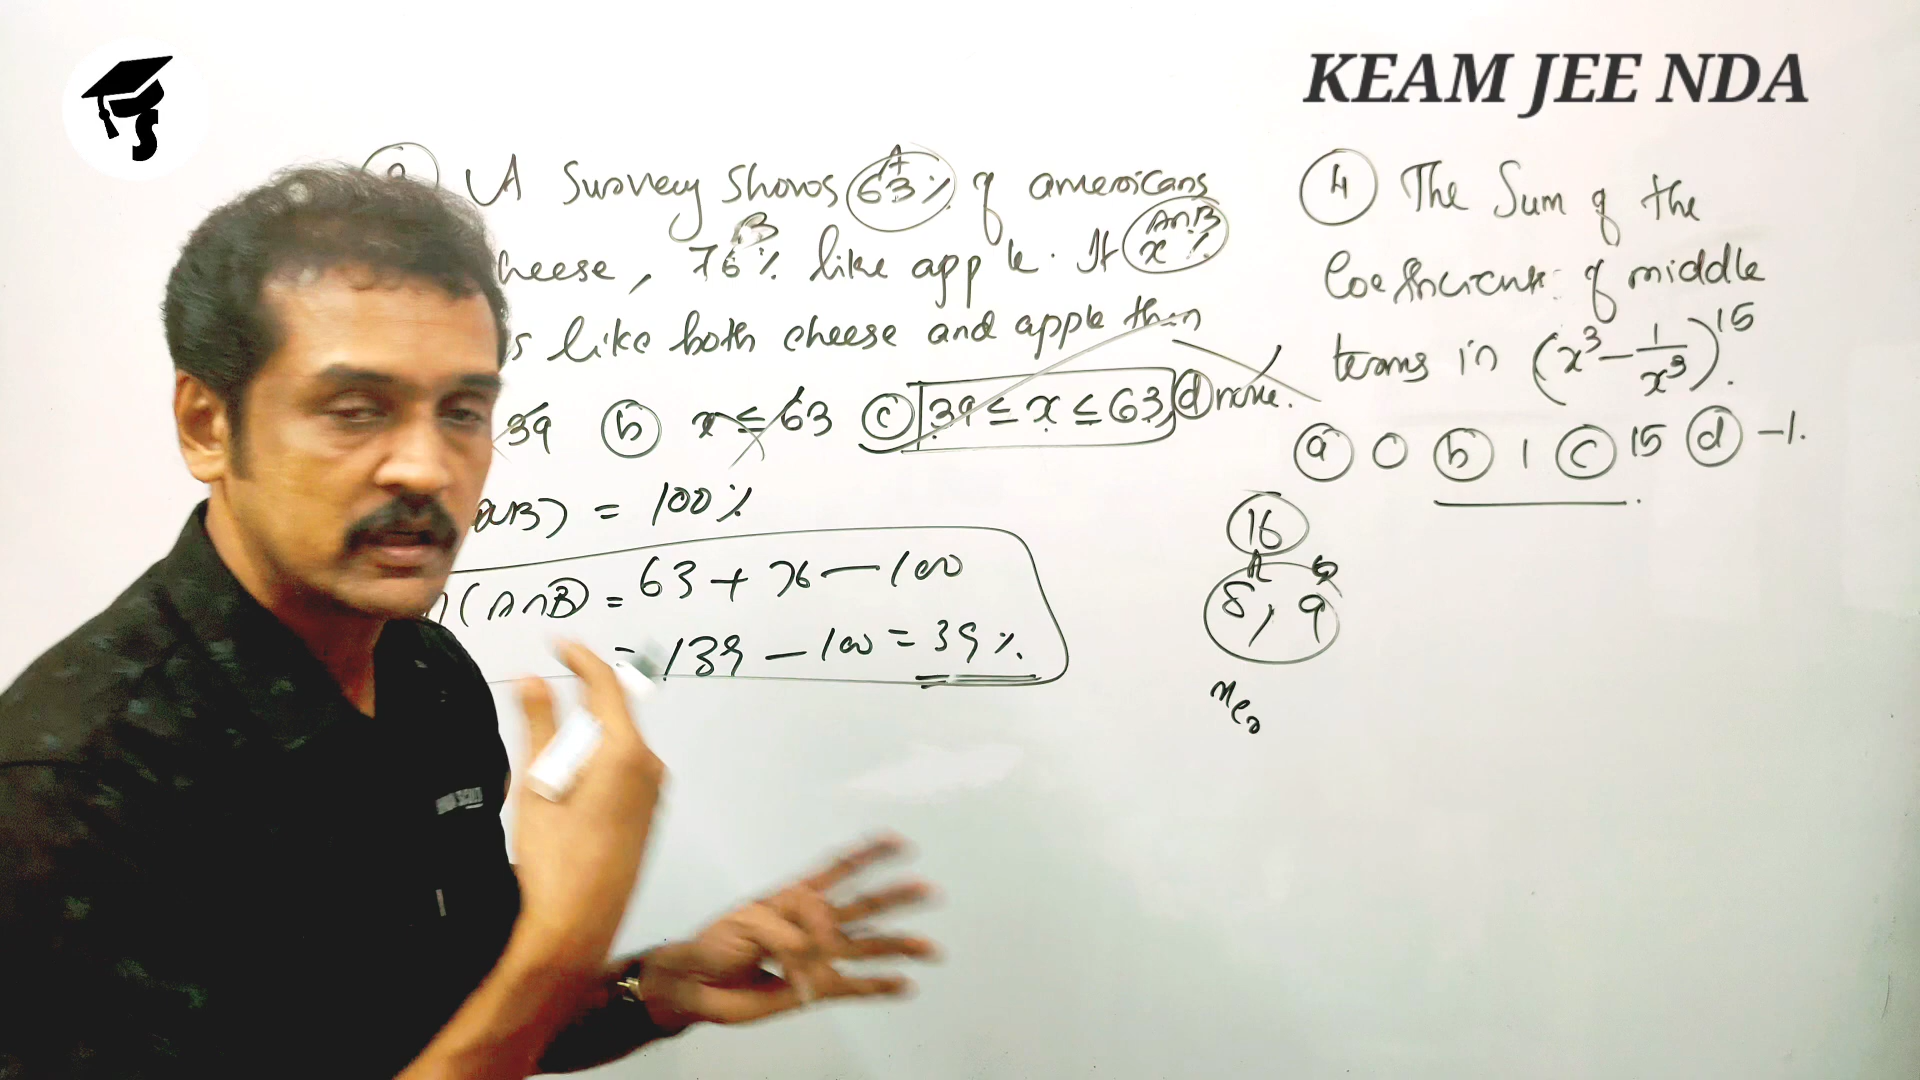 KEAM JEE NDA
A Survey Shows 63% of americans
A
B
heese, 76% like apple. If x%
A∩B
s like both cheese and apple then
39 (b) x ≤ 63 (c) 39 ≤ x ≤ 63 (d) none.
∪B) = 100%
(A∩B) = 63 + 76 — 100
= 139 — 100 = 39%.
(4) The Sum of the
Coefficients of middle
terms in (x³ - 1/x³)^15.
(a) 0 (b) 1 (c) 15 (d) -1.
16
8, 9